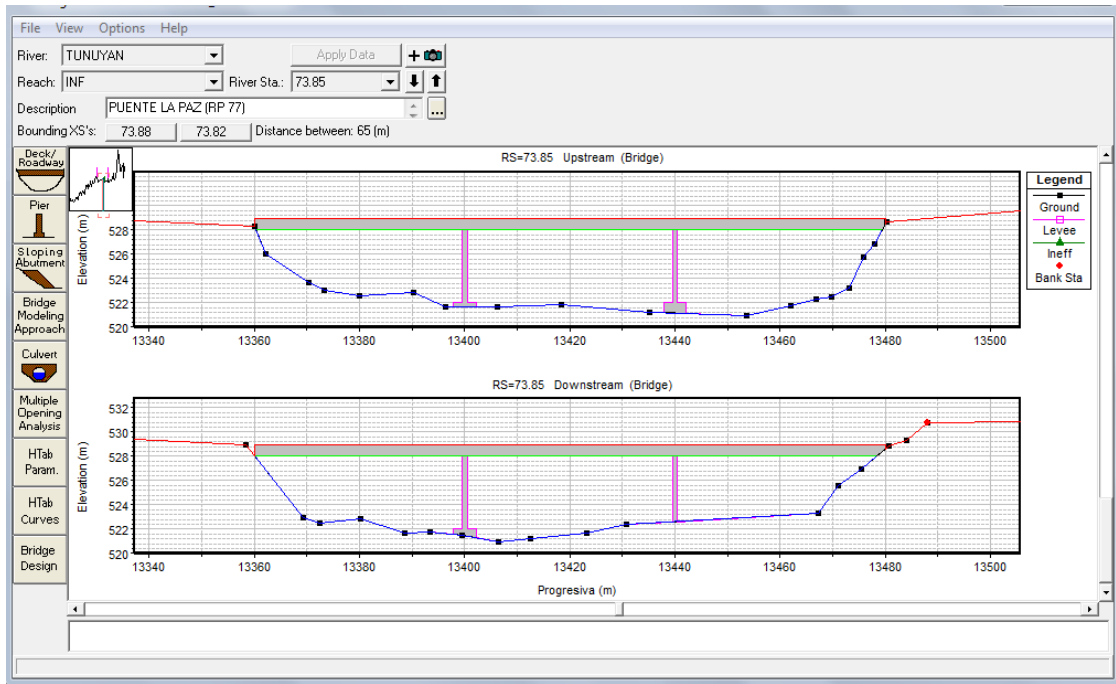 File View Options Help
River: TUNUYAN Apply Data +
Reach: INF River Sta.: 73.85
Description PUENTE LA PAZ (RP 77) ...
Bounding XS's: 73.88 73.82 Distance between: 65 (m)
Deck/
Roadway
Pier
Sloping
Abutment
Bridge
Modeling
Approach
Culvert
Multiple
Opening
Analysis
HTab
Param.
HTab
Curves
Bridge
Design
RS=73.85 Upstream (Bridge)
Elevation (m)
528
526
524
522
520
13340 13360 13380 13400 13420 13440 13460 13480 13500
Legend
Ground
Levee
Ineff
Bank Sta
RS=73.85 Downstream (Bridge)
Elevation (m)
532
530
528
526
524
522
520
13340 13360 13380 13400 13420 13440 13460 13480 13500
Progresiva (m)